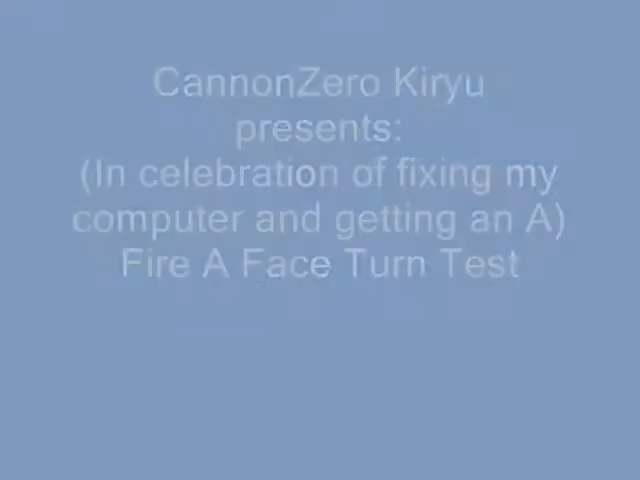 CannonZero Kiryu
presents:
(In celebration of fixing my
computer and getting an A)
Fire A Face Turn Test